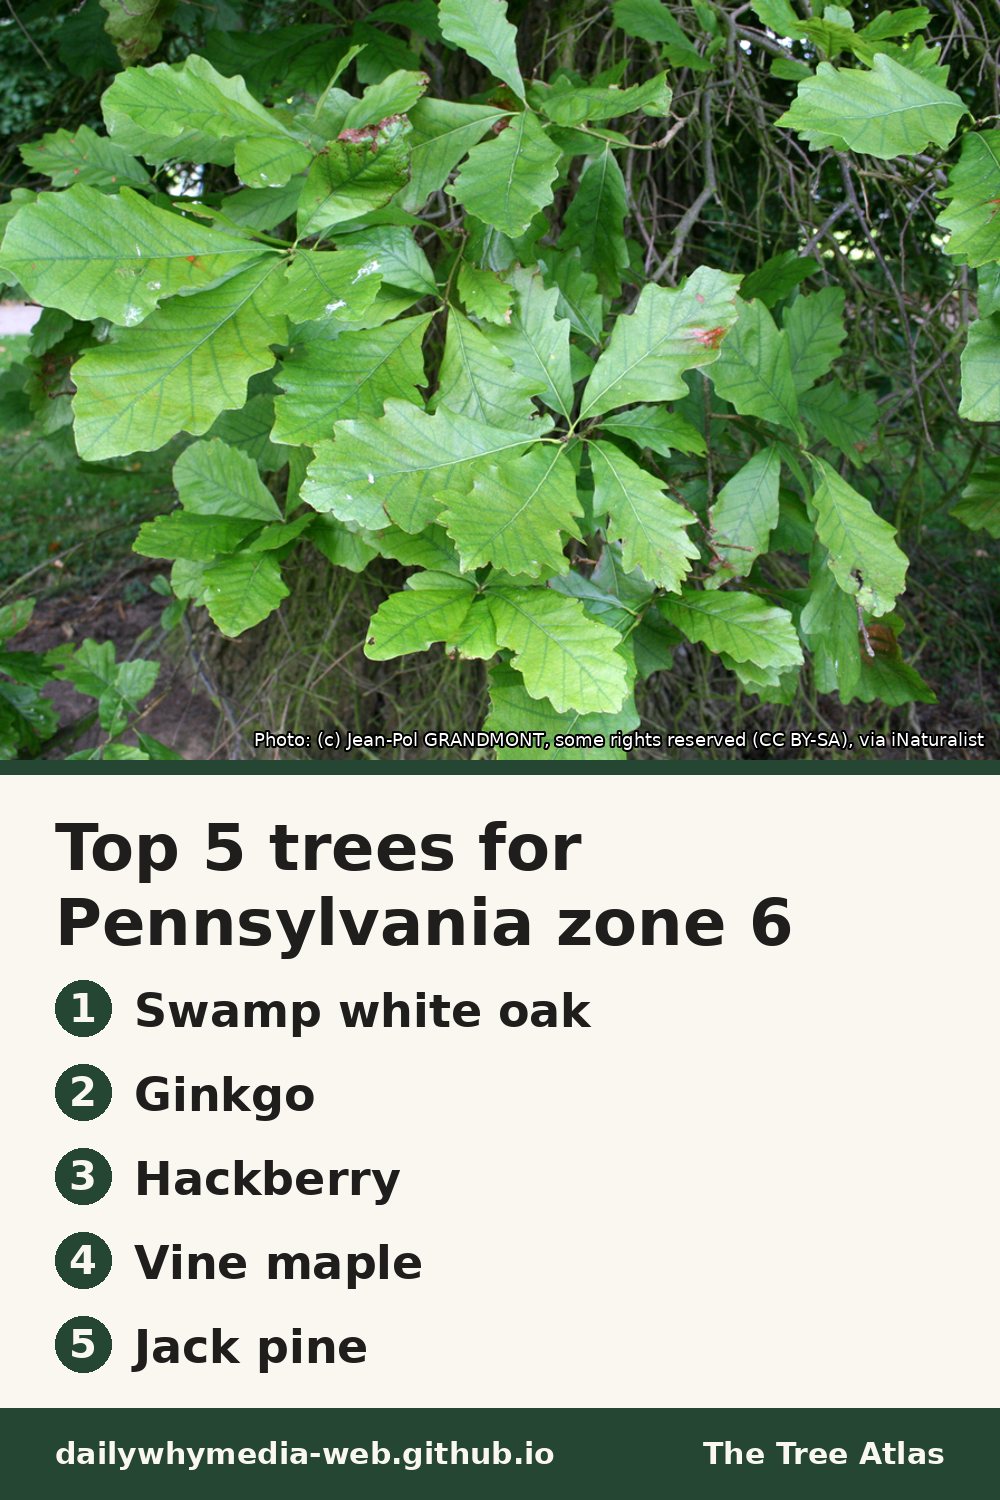 Photo: (c) Jean-Pol GRANDMONT, some rights reserved (CC BY-SA), via iNaturalist
Top 5 trees for
Pennsylvania zone 6
1 Swamp white oak
2 Ginkgo
3 Hackberry
4 Vine maple
5 Jack pine
dailywhymedia-web.github.io The Tree Atlas